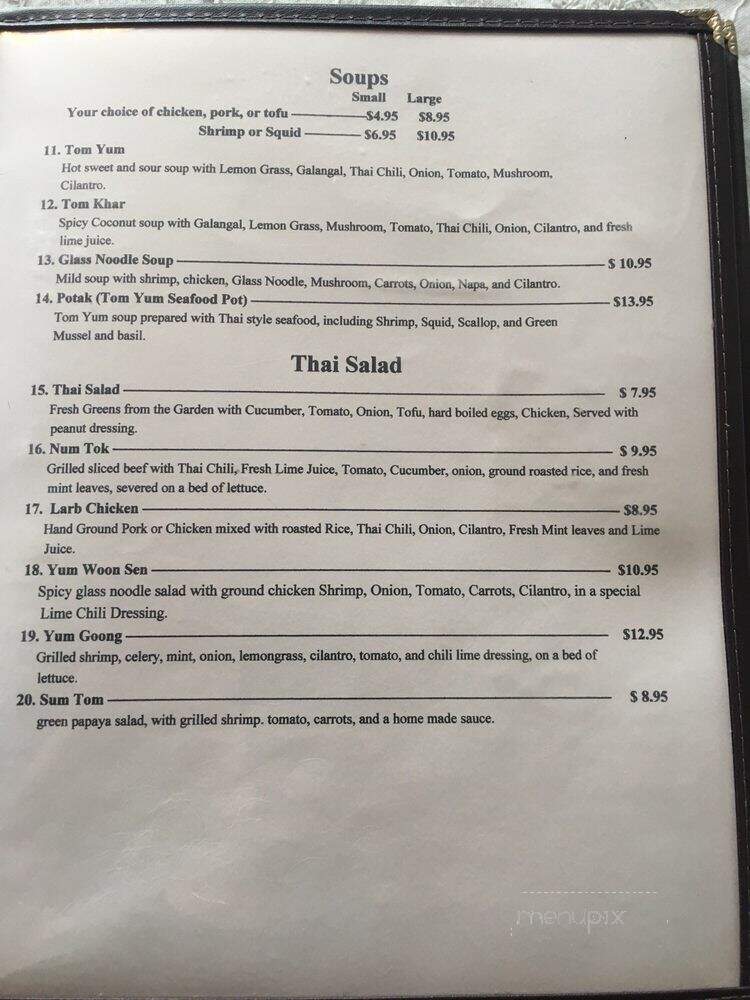 Soups
Small Large
Your choice of chicken, pork, or tofu $4.95 $8.95
Shrimp or Squid $6.95 $10.95
11. Tom Yum
Hot sweet and sour soup with Lemon Grass, Galangal, Thai Chili, Onion, Tomato, Mushroom,
Cilantro.
12. Tom Khar
Spicy Coconut soup with Galangal, Lemon Grass, Mushroom, Tomato, Thai Chili, Onion, Cilantro, and fresh
lime juice.
13. Glass Noodle Soup $ 10.95
Mild soup with shrimp, chicken, Glass Noodle, Mushroom, Carrots, Onion, Napa, and Cilantro.
14. Potak (Tom Yum Seafood Pot) $13.95
Tom Yum soup prepared with Thai style seafood, including Shrimp, Squid, Scallop, and Green
Mussel and basil.
Thai Salad
15. Thai Salad $ 7.95
Fresh Greens from the Garden with Cucumber, Tomato, Onion, Tofu, hard boiled eggs, Chicken, Served with
peanut dressing.
16. Num Tok $ 9.95
Grilled sliced beef with Thai Chili, Fresh Lime Juice, Tomato, Cucumber, onion, ground roasted rice, and fresh
mint leaves, severed on a bed of lettuce.
17. Larb Chicken $8.95
Hand Ground Pork or Chicken mixed with roasted Rice, Thai Chili, Onion, Cilantro, Fresh Mint leaves and Lime
Juice.
18. Yum Woon Sen $10.95
Spicy glass noodle salad with ground chicken Shrimp, Onion, Tomato, Carrots, Cilantro, in a special
Lime Chili Dressing.
19. Yum Goong $12.95
Grilled shrimp, celery, mint, onion, lemongrass, cilantro, tomato, and chili lime dressing, on a bed of
lettuce.
20. Sum Tom $ 8.95
green papaya salad, with grilled shrimp. tomato, carrots, and a home made sauce.
menupix